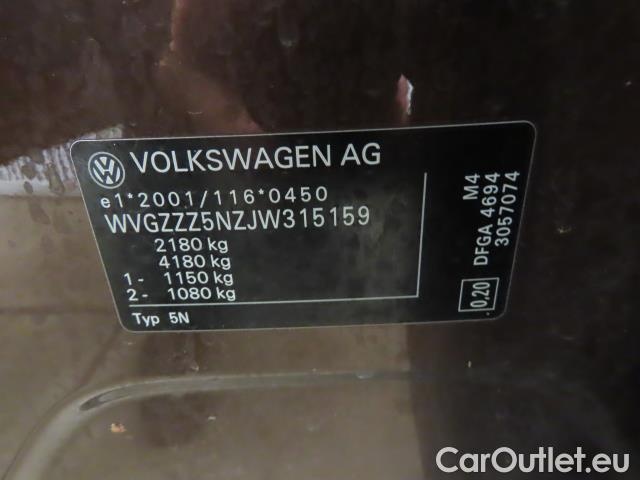 VOLKSWAGEN AG
e1*2001/116*0450
WVGZZZ5NZJW315159
2180 kg
4180 kg
1- 1150 kg
2- 1080 kg
Typ 5N
M4
DFGA 4694
3057074
0,20
CarOutlet.eu